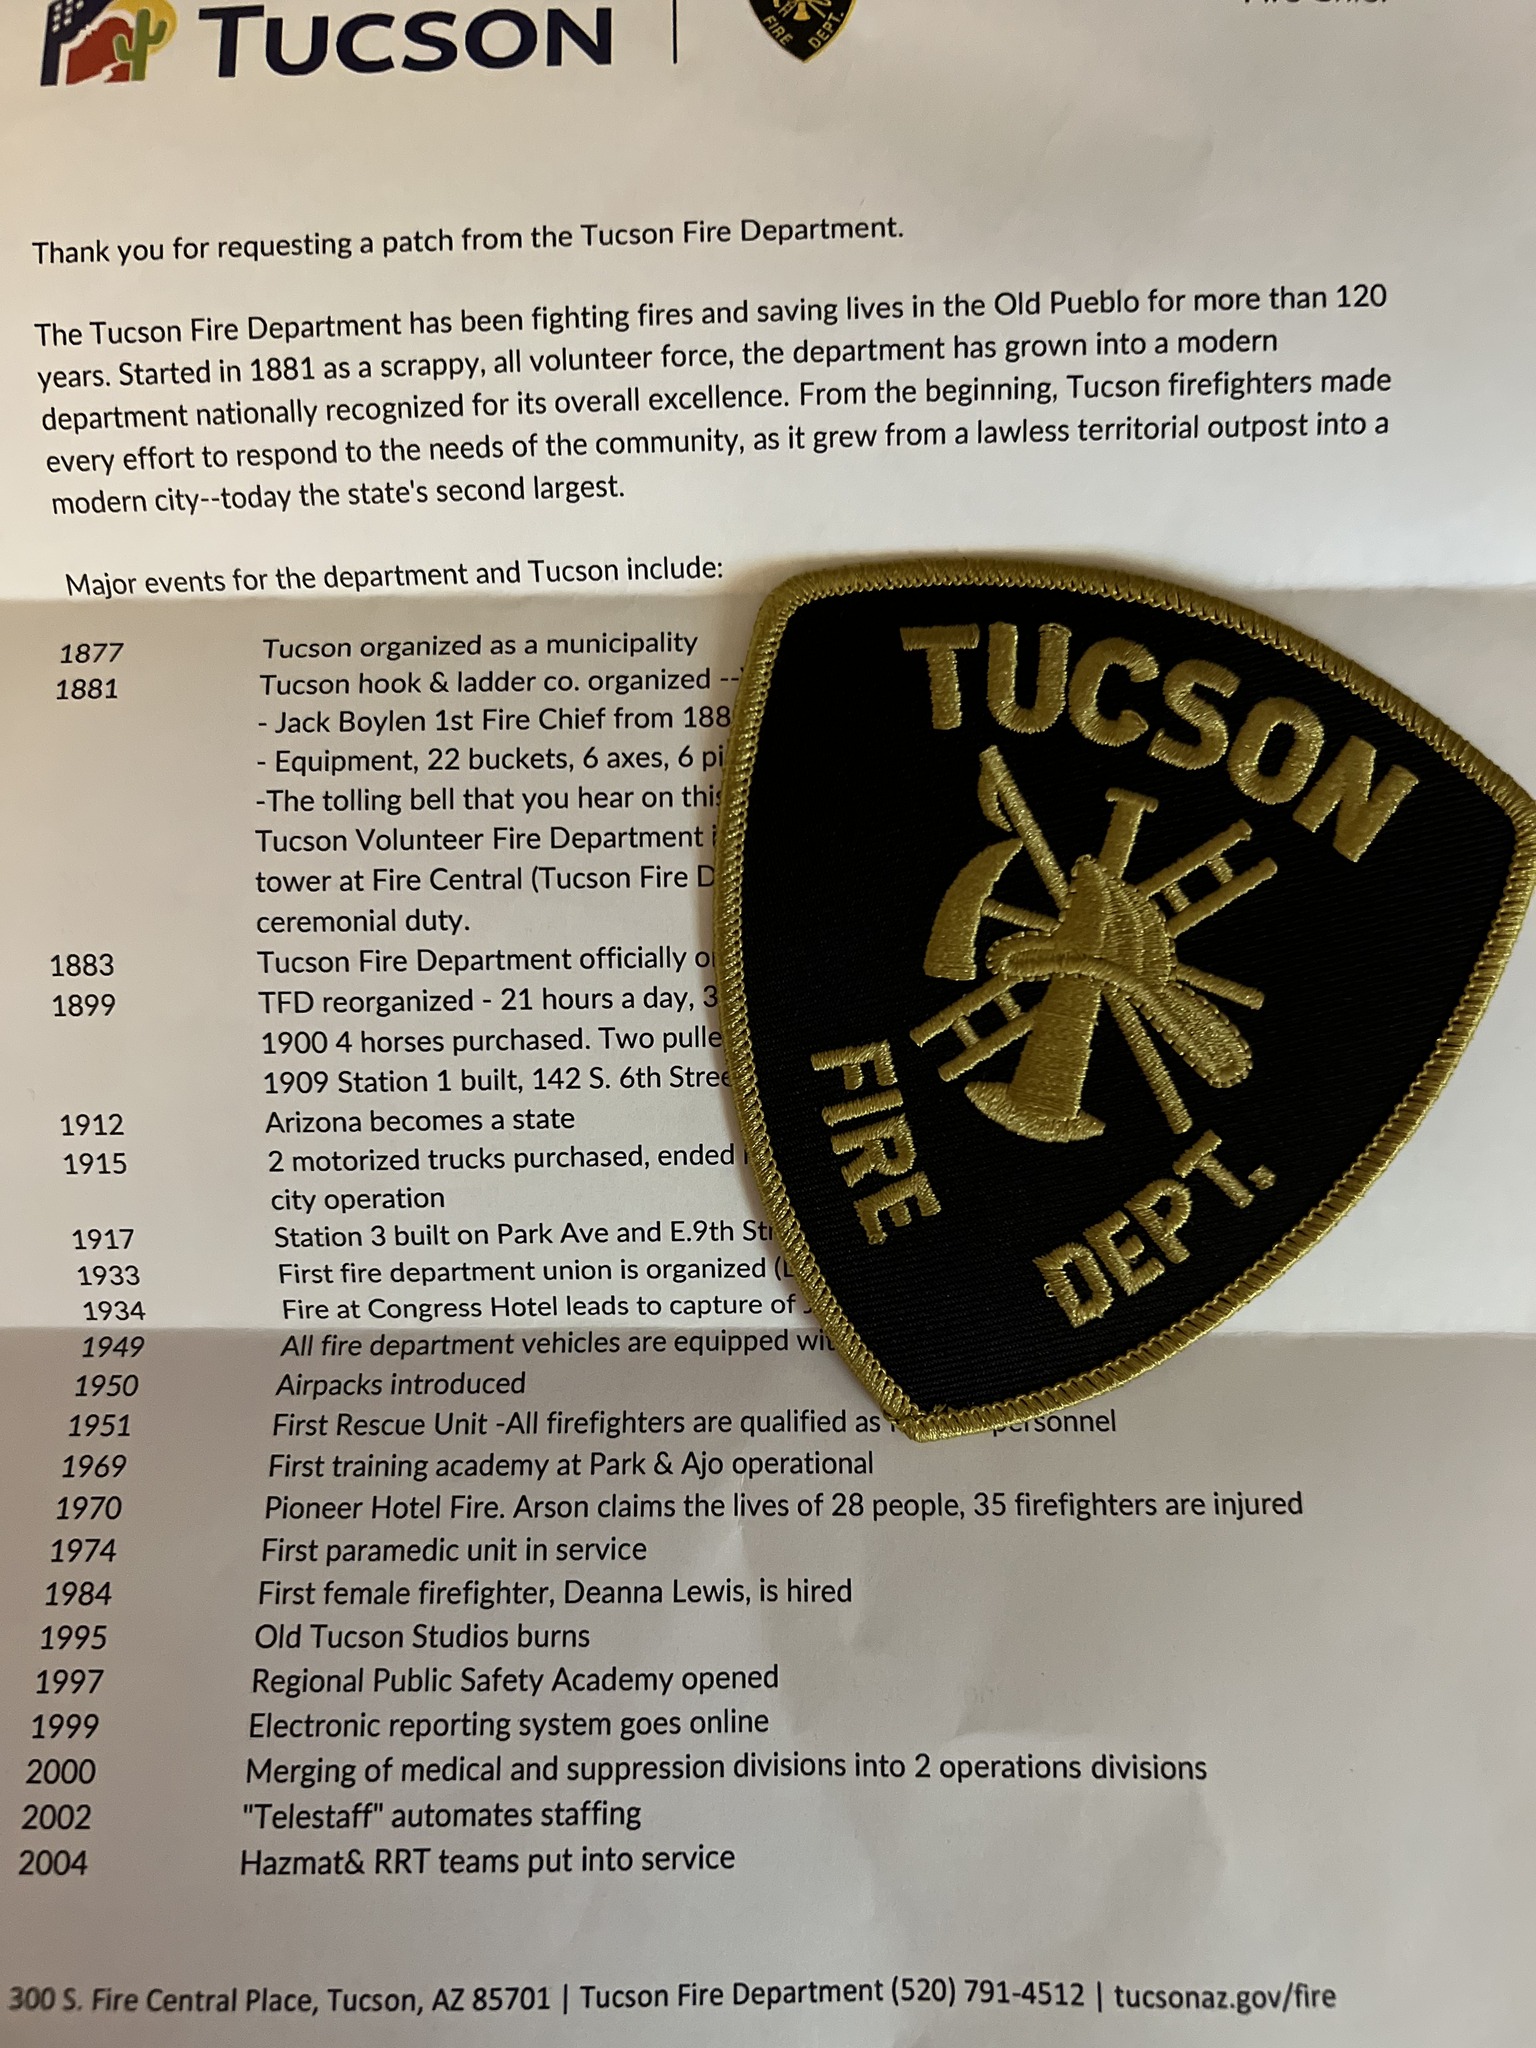 TUCSON
FIRE DEPT.
Thank you for requesting a patch from the Tucson Fire Department.
The Tucson Fire Department has been fighting fires and saving lives in the Old Pueblo for more than 120
years. Started in 1881 as a scrappy, all volunteer force, the department has grown into a modern
department nationally recognized for its overall excellence. From the beginning, Tucson firefighters made
every effort to respond to the needs of the community, as it grew from a lawless territorial outpost into a
modern city--today the state's second largest.
Major events for the department and Tucson include:
1877 Tucson organized as a municipality
1881 Tucson hook & ladder co. organized --
- Jack Boylen 1st Fire Chief from 188
- Equipment, 22 buckets, 6 axes, 6
-The tolling bell that you hear on
Tucson Volunteer Fire Department
tower at Fire Central (Tucson Fire
ceremonial duty.
1883 Tucson Fire Department officially
1899 TFD reorganized - 21 hours a day, 3
1900 4 horses purchased. Two
1909 Station 1 built, 142 S. 6th
1912 Arizona becomes a state
1915 2 motorized trucks purchased, ended
city operation
1917 Station 3 built on Park Ave and E.9th
1933 First fire department union is organized
1934 Fire at Congress Hotel leads to capture of
1949 All fire department vehicles are equipped
1950 Airpacks introduced
1951 First Rescue Unit -All firefighters are qualified as personnel
1969 First training academy at Park & Ajo operational
1970 Pioneer Hotel Fire. Arson claims the lives of 28 people, 35 firefighters are injured
1974 First paramedic unit in service
1984 First female firefighter, Deanna Lewis, is hired
1995 Old Tucson Studios burns
1997 Regional Public Safety Academy opened
1999 Electronic reporting system goes online
2000 Merging of medical and suppression divisions into 2 operations divisions
2002 "Telestaff" automates staffing
2004 Hazmat& RRT teams put into service
300 S. Fire Central Place, Tucson, AZ 85701 | Tucson Fire Department (520) 791-4512 | tucsonaz.gov/fire
TUCSON
FIRE
DEPT.